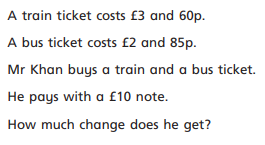 A train ticket costs £3 and 60p.
A bus ticket costs £2 and 85p.
Mr Khan buys a train and a bus ticket.
He pays with a £10 note.
How much change does he get?